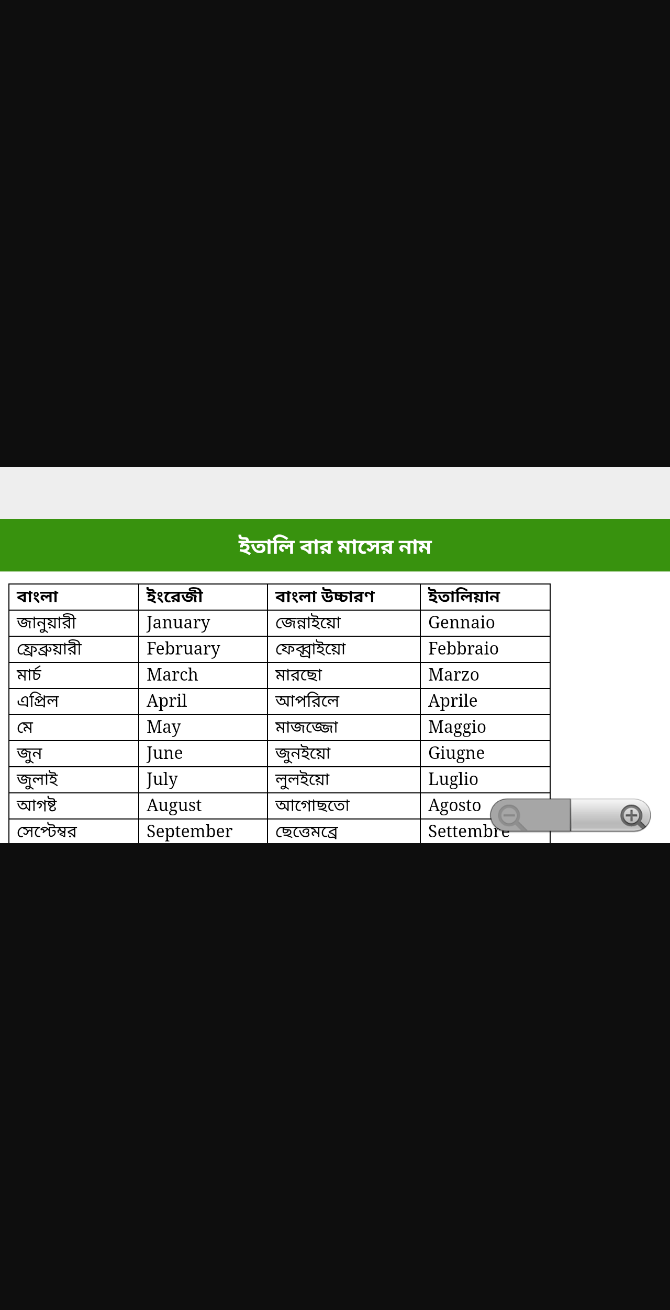 ইতালি বার মাসের নাম
বাংলা ইংরেজী বাংলা উচ্চারণ ইতালিয়ান
জানুয়ারী January জেন্নাইয়ো Gennaio
ফ্রেব্রুয়ারী February ফেব্ব্রাইয়ো Febbraio
মার্চ March মারছো Marzo
এপ্রিল April আপরিলে Aprile
মে May মাজজ্জো Maggio
জুন June জুনইয়ো Giugne
জুলাই July লুলইয়ো Luglio
আগষ্ট August আগোছতো Agosto
সেপ্টেম্বর September ছেত্তেমব্রে Settembre